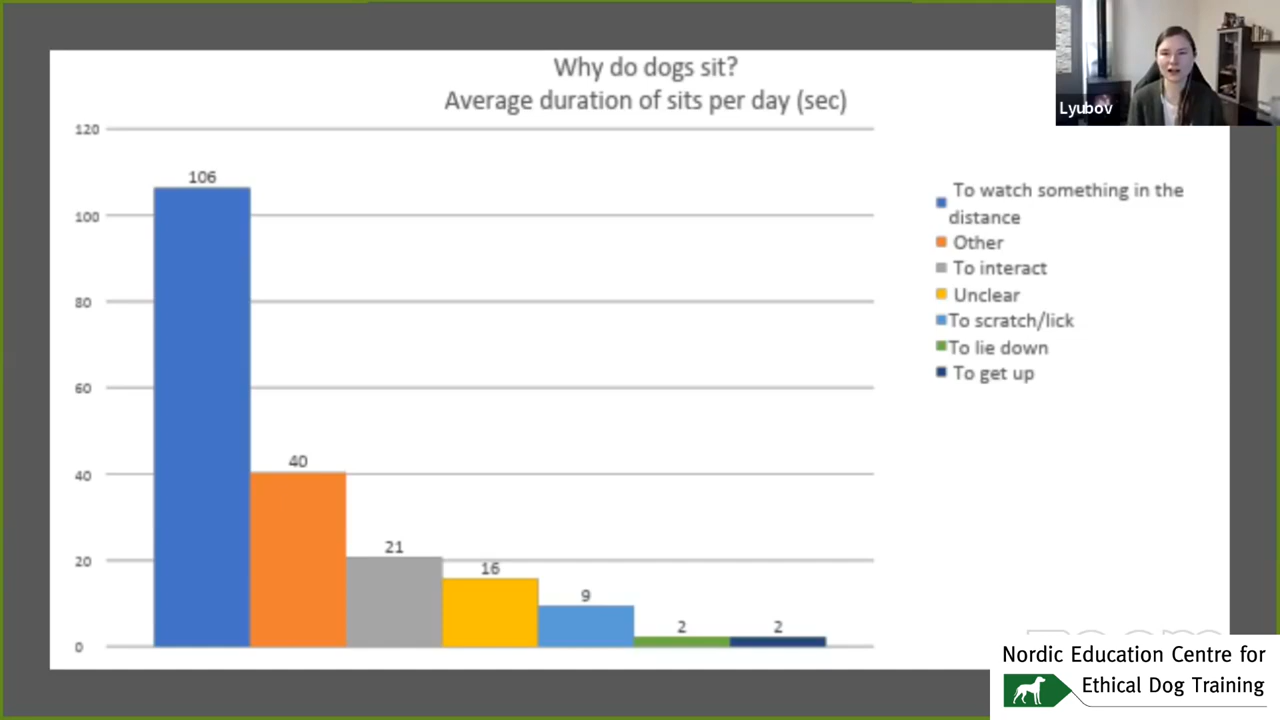 Why do dogs sit?
Average duration of sits per day (sec)
Lyubov
120
106
100
80
60
40
40
21
20
16
9
2
2
0
To watch something in the
distance
Other
To interact
Unclear
To scratch/lick
To lie down
To get up
zoom
Nordic Education Centre for
Ethical Dog Training